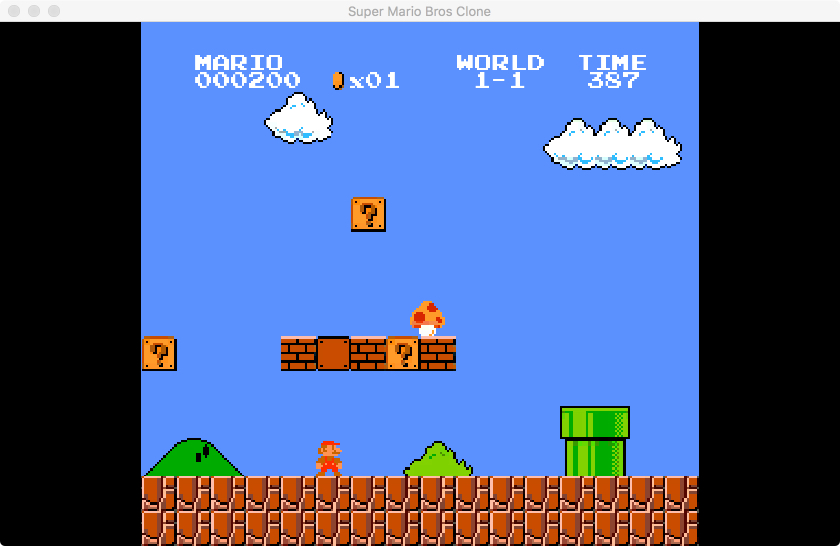 Super Mario Bros Clone
MARIO WORLD TIME
000200 x01 1-1 387
?
?
?